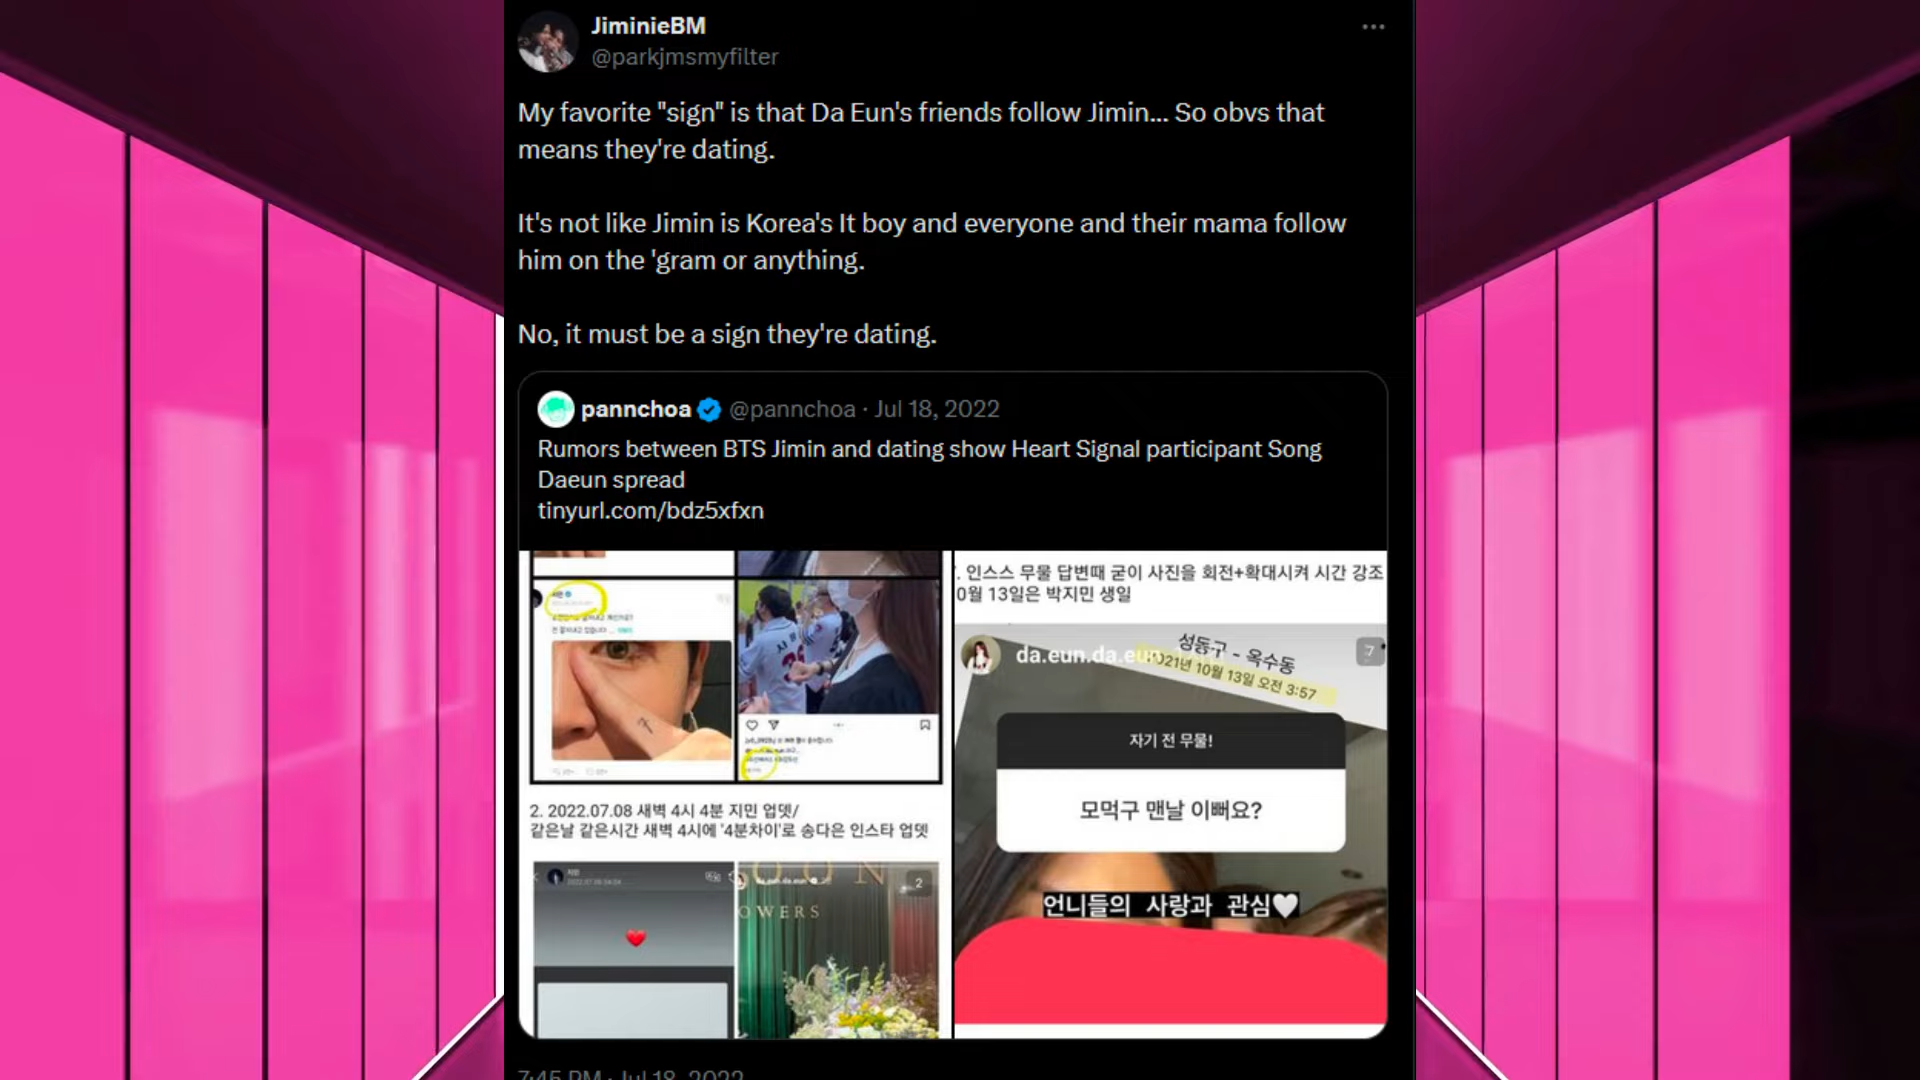 JiminieBM
@parkjmsmyfilter
My favorite "sign" is that Da Eun's friends follow Jimin... So obvs that
means they're dating.
It's not like Jimin is Korea's It boy and everyone and their mama follow
him on the 'gram or anything.
No, it must be a sign they're dating.
pannchoa @pannchoa · Jul 18, 2022
Rumors between BTS Jimin and dating show Heart Signal participant Song
Daeun spread
tinyurl.com/bdz5xfxn
2. 2022.07.08 새벽 4시 4분 지민 업뎃/
같은날 같은시간 새벽 4시에 '4분차이'로 송다은 인스타 업뎃
OWERS
2
. 인스스 무물 답변때 굳이 사진을 회전+확대시켜 시간 강조
0월 13일은 박지민 생일
성동구 - 옥수동
da.eun.da.eun
2021년 10월 13일 오전 3:57
7
자기 전 무물!
모먹구 맨날 이뻐요?
언니들의 사랑과 관심🤍
7:45 PM · Jul 18, 2022